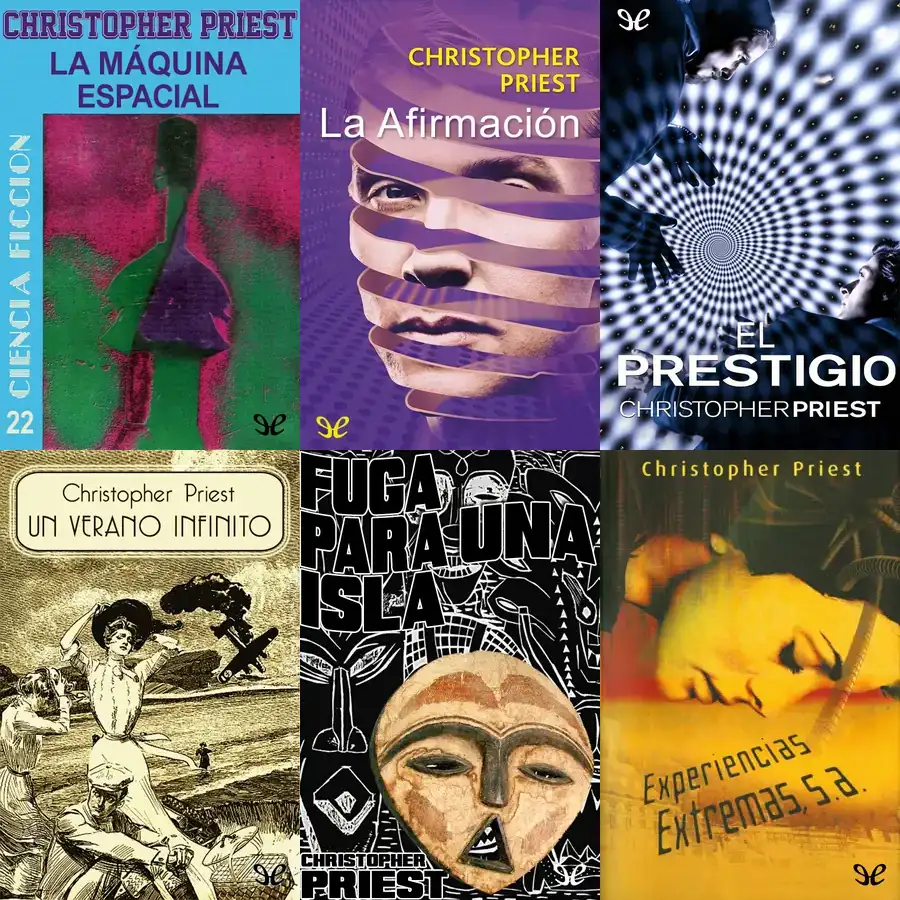 CHRISTOPHER PRIEST
LA MÁQUINA
ESPACIAL
CIENCIA FICCION
22
CHRISTOPHER
PRIEST
La Afirmación
EL
PRESTIGIO
CHRISTOPHER PRIEST
Christopher Priest
UN VERANO INFINITO
FUGA
PARA UNA
ISLA
CHRISTOPHER
PRIEST
Christopher Priest
Experiencias
Extremas, s.a.